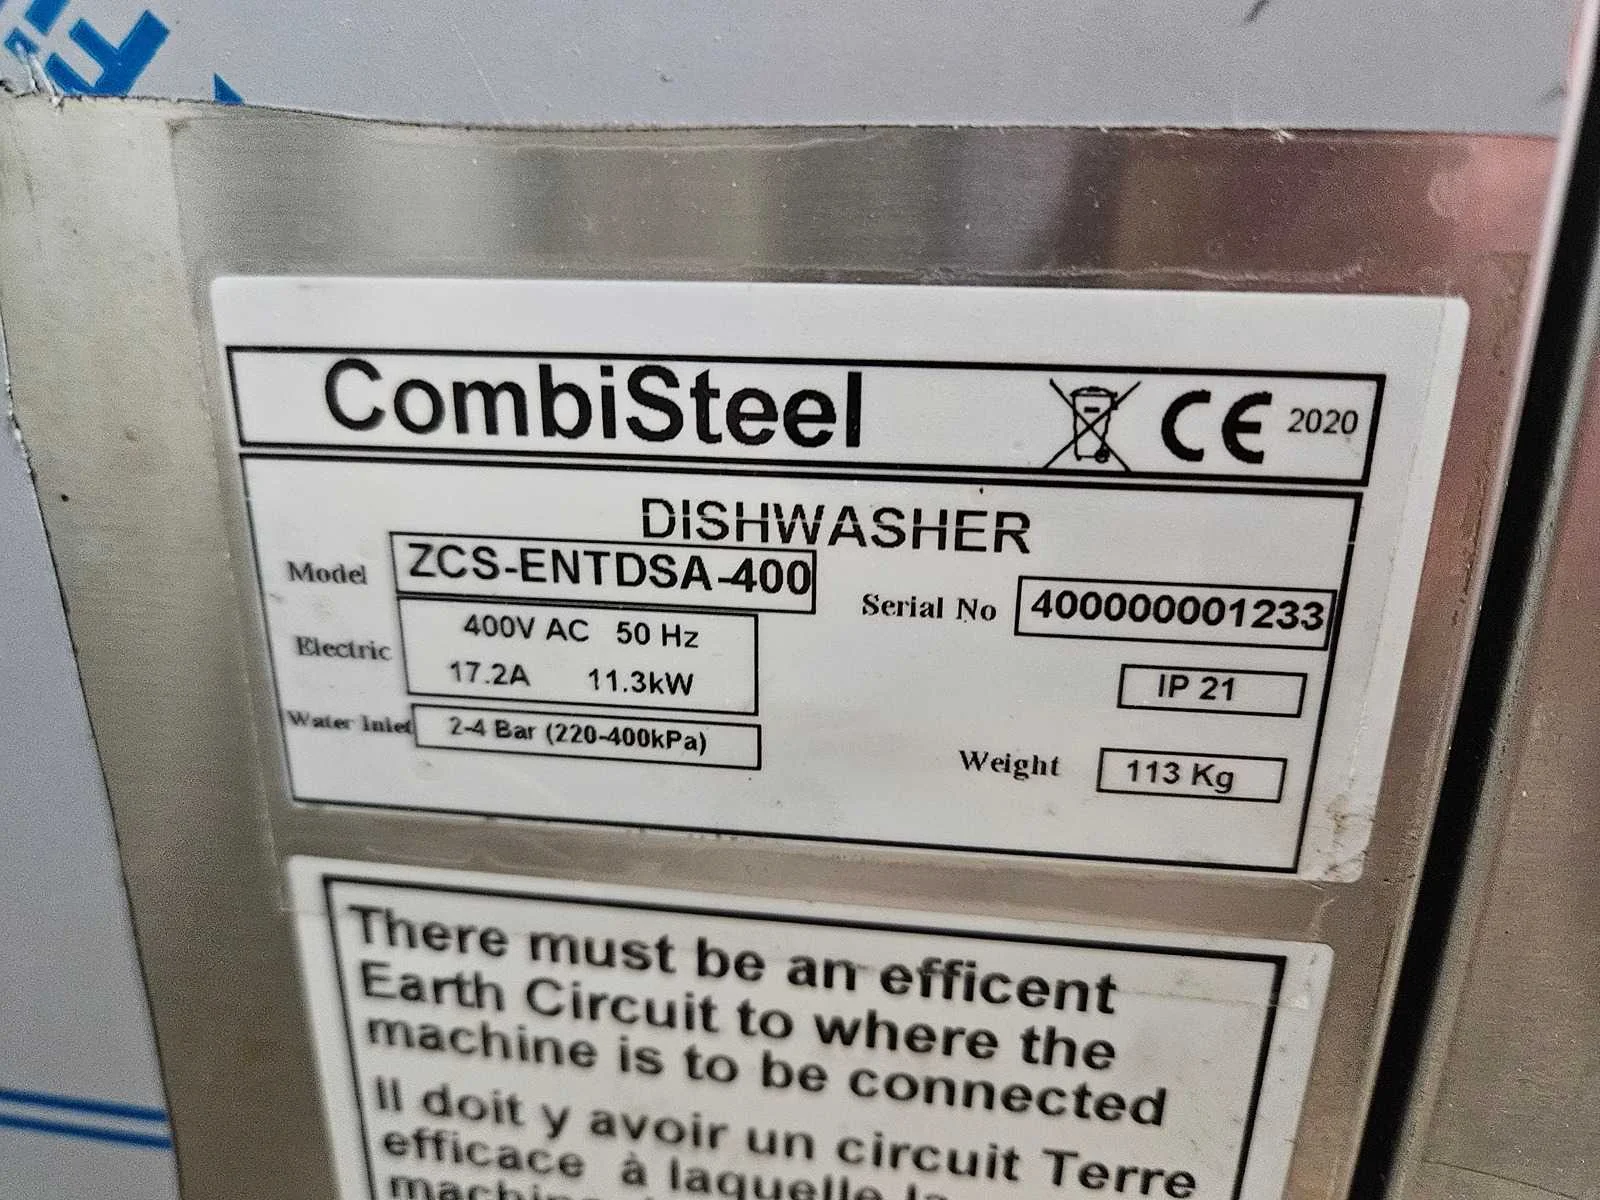 CombiSteel CE 2020
DISHWASHER
Model ZCS-ENTDSA-400
Serial No 400000001233
Electric 400V AC 50 Hz
17.2A 11.3kW
IP 21
Water Inlet 2-4 Bar (220-400kPa)
Weight 113 Kg
There must be an efficent
Earth Circuit to where the
machine is to be connected
Il doit y avoir un circuit Terre
efficace à laquelle la